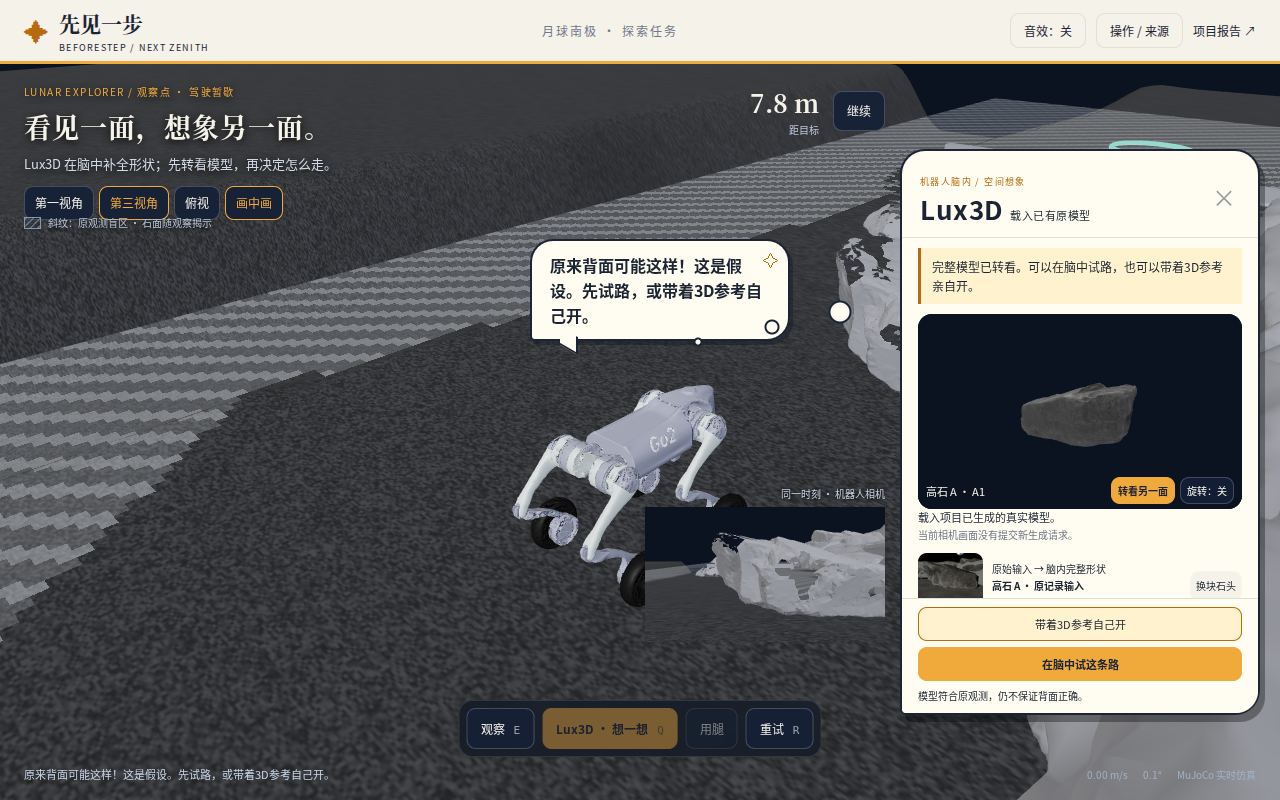 先见一步
BEFORESTEP / NEXT ZENITH
月球南极 · 探索任务
音效：关
操作 / 来源
项目报告 ↗
LUNAR EXPLORER / 观察点 · 驾驶暂歇
看见一面，想象另一面。
Lux3D 在脑中补全形状；先转看模型，再决定怎么走。
第一视角
第三视角
俯视
画中画
斜纹：原观测盲区 · 石面随观察揭示
7.8 m
距目标
继续
原来背面可能这样！这是假
设。先试路，或带着3D参考自
己开。
Go2
同一时刻 · 机器人相机
机器人脑内 / 空间想象
Lux3D 载入已有原模型
完整模型已转看。可以在脑中试路，也可以带着3D参考
亲自开。
高石 A · A1
转看另一面
旋转：关
载入项目已生成的真实模型。
当前相机画面没有提交新生成请求。
原始输入 → 脑内完整形状
高石 A · 原记录输入
换块石头
带着3D参考自己开
在脑中试这条路
模型符合原观测，仍不保证背面正确。
观察 E
Lux3D · 想一想 Q
用腿
重试 R
原来背面可能这样！这是假设。先试路，或带着3D参考自己开。
0.00 m/s 0.1° MuJoCo 实时仿真